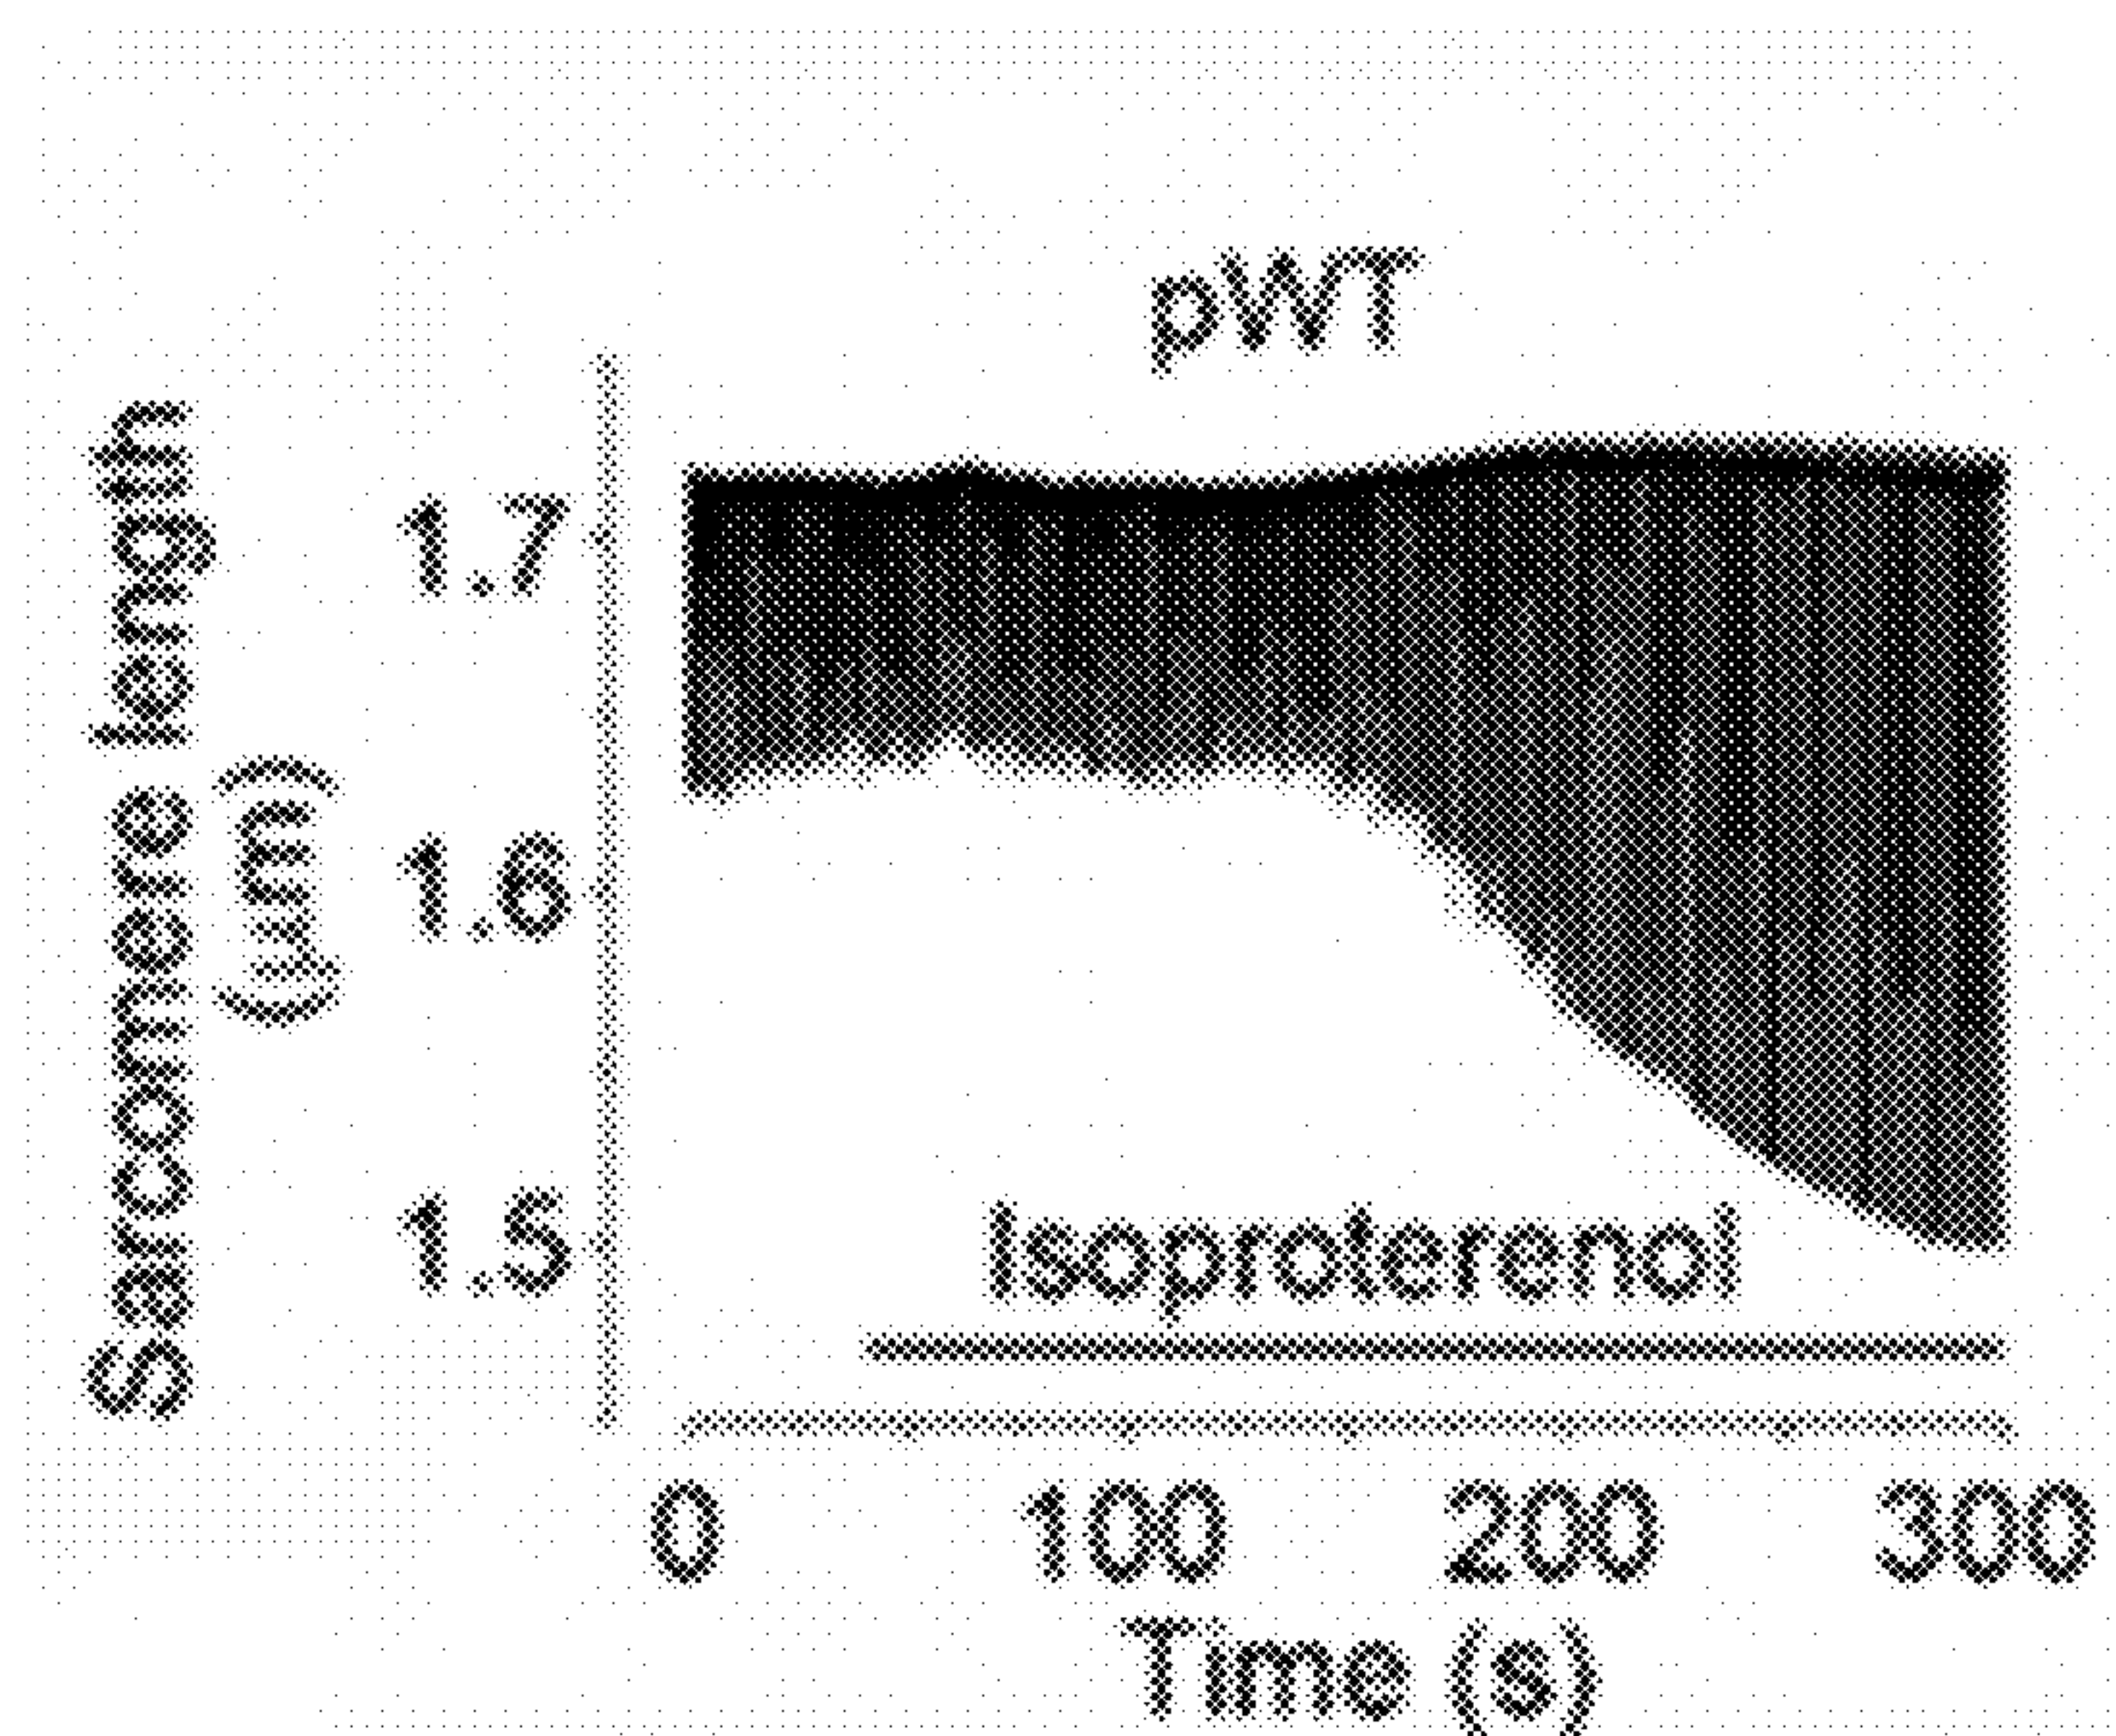 pWT
Sarcomere length
(μm)
1.7
1.6
1.5
Isoproterenol
0 100 200 300
Time (s)